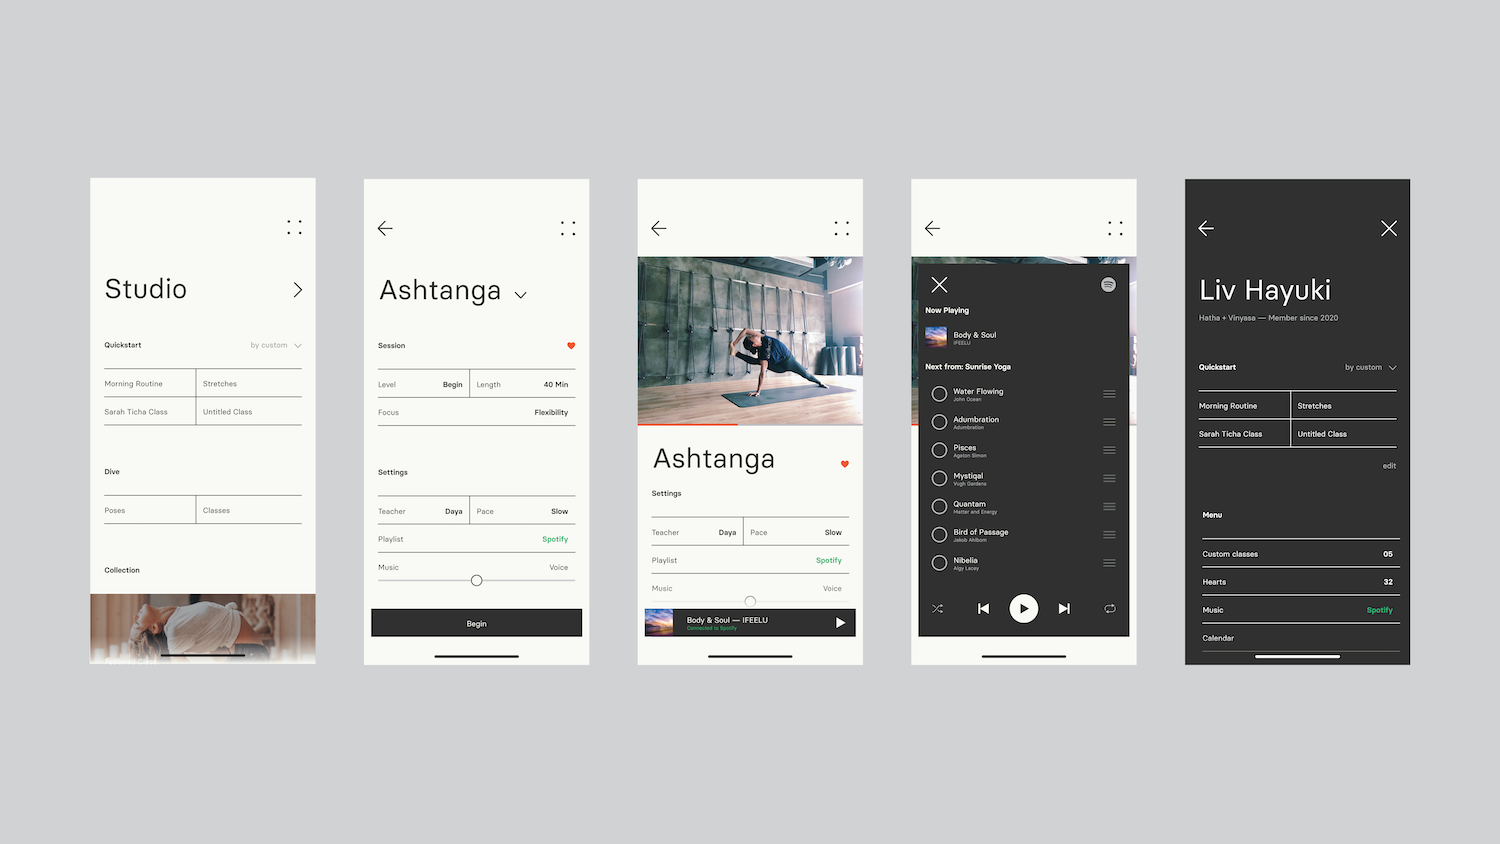 Studio
Quickstart by custom
Morning Routine Stretches
Sarah Ticha Class Untitled Class
Dive
Poses Classes
Collection
Ashtanga
Session
Level Begin Length 40 Min
Focus Flexibility
Settings
Teacher Daya Pace Slow
Playlist Spotify
Music Voice
Begin
Ashtanga
Settings
Teacher Daya Pace Slow
Playlist Spotify
Music Voice
Body & Soul — IFEELU
Connected to Spotify
Now Playing
Body & Soul
IFEELU
Next from: Sunrise Yoga
Water Flowing
John Ocean
Adumbration
Adumbration
Pisces
Ageton Simon
Mystiqal
Vugh Gardens
Quantam
Matter and Energy
Bird of Passage
Jakob Ahlbom
Nibelia
Algy Lacey
Liv Hayuki
Hatha + Vinyasa — Member since 2020
Quickstart by custom
Morning Routine Stretches
Sarah Ticha Class Untitled Class
edit
Menu
Custom classes 05
Hearts 32
Music Spotify
Calendar